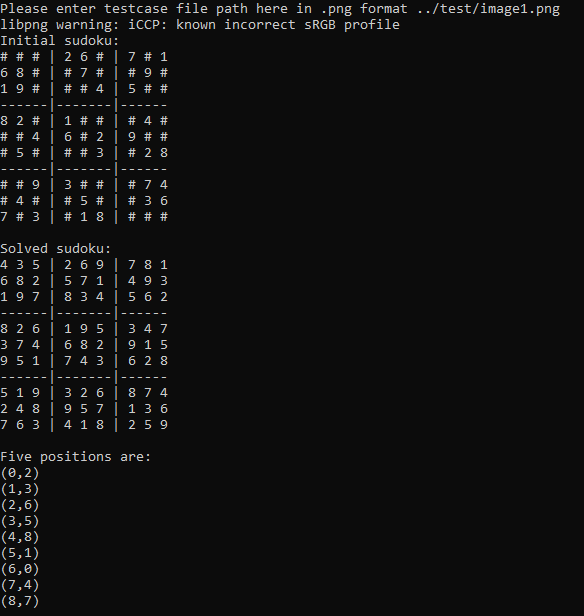 Please enter testcase file path here in .png format ../test/image1.png
libpng warning: iCCP: known incorrect sRGB profile
Initial sudoku:
# # # | 2 6 # | 7 # 1
6 8 # | # 7 # | # 9 #
1 9 # | # # 4 | 5 # #
------|-------|------
8 2 # | 1 # # | # 4 #
# # 4 | 6 # 2 | 9 # #
# 5 # | # # 3 | # 2 8
------|-------|------
# # 9 | 3 # # | # 7 4
# 4 # | # 5 # | # 3 6
7 # 3 | # 1 8 | # # #
Solved sudoku:
4 3 5 | 2 6 9 | 7 8 1
6 8 2 | 5 7 1 | 4 9 3
1 9 7 | 8 3 4 | 5 6 2
------|-------|------
8 2 6 | 1 9 5 | 3 4 7
3 7 4 | 6 8 2 | 9 1 5
9 5 1 | 7 4 3 | 6 2 8
------|-------|------
5 1 9 | 3 2 6 | 8 7 4
2 4 8 | 9 5 7 | 1 3 6
7 6 3 | 4 1 8 | 2 5 9
Five positions are:
(0,2)
(1,3)
(2,6)
(3,5)
(4,8)
(5,1)
(6,0)
(7,4)
(8,7)